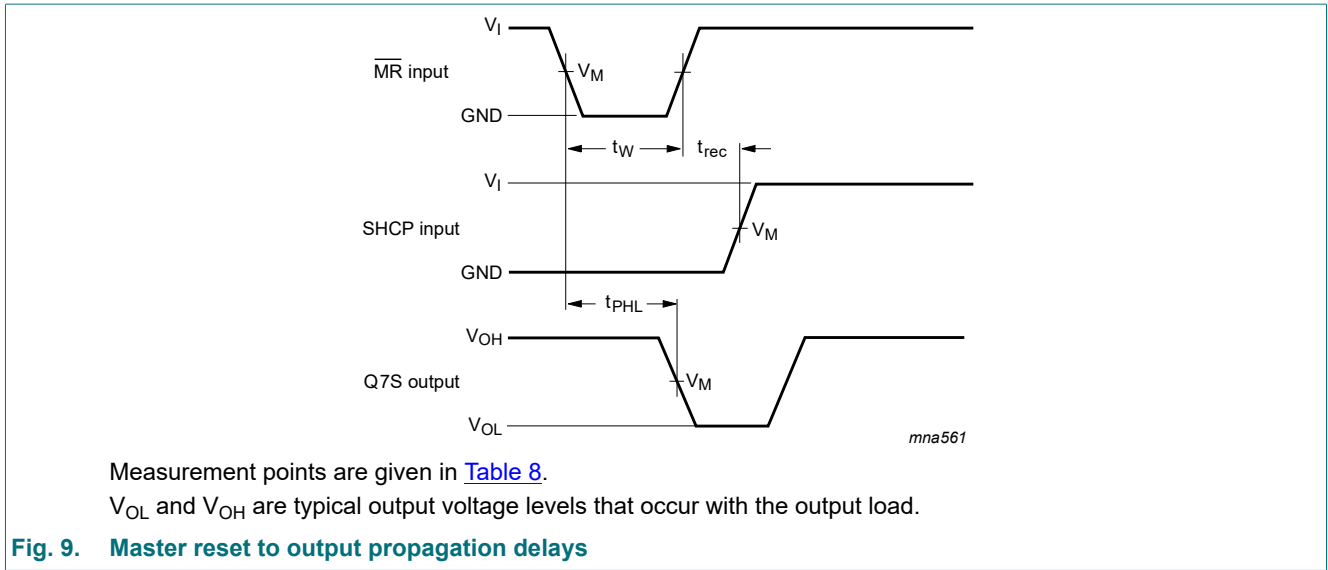 VI
MR input
VM
GND
tW
trec
VI
SHCP input
VM
GND
tPHL
VOH
Q7S output
VM
VOL
mna561
Measurement points are given in Table 8.
VOL and VOH are typical output voltage levels that occur with the output load.
Fig. 9. Master reset to output propagation delays